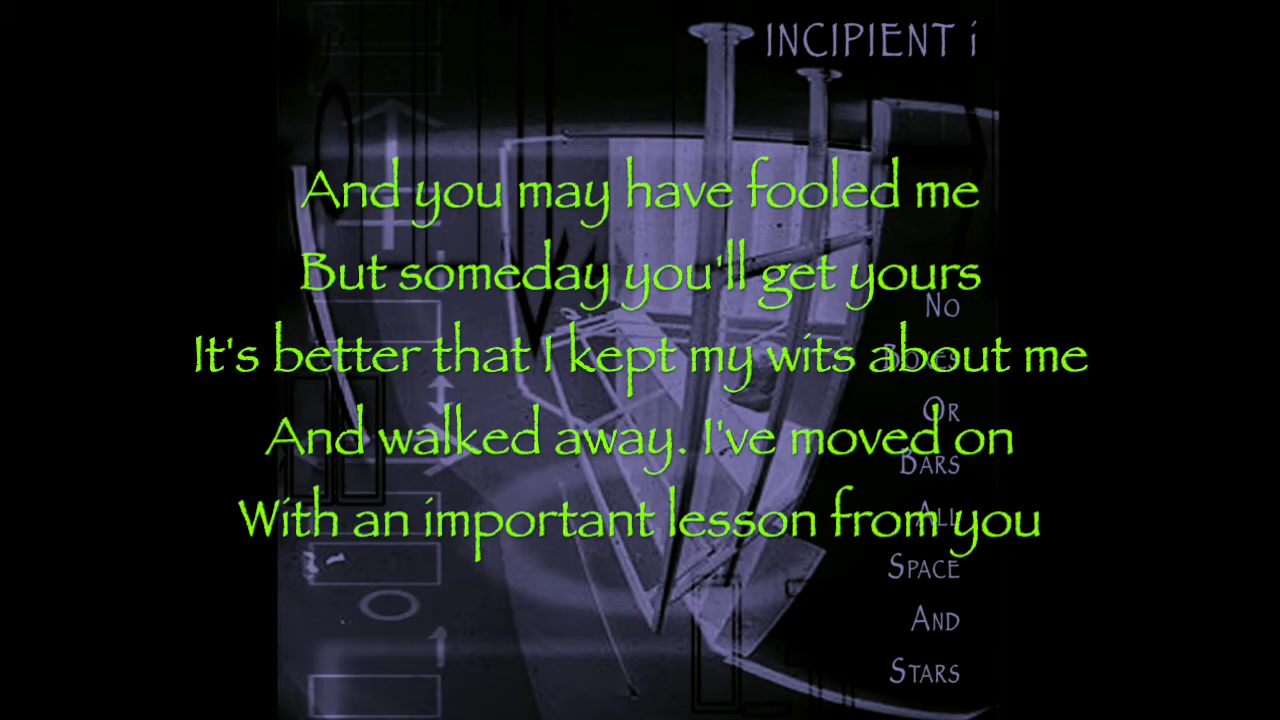 INCIPIENT i
And you may have fooled me
But someday you'll get yours
It's better that I kept my wits about me
And walked away. I've moved on
With an important lesson from you
No
Or
Bars
All
Space
And
Stars